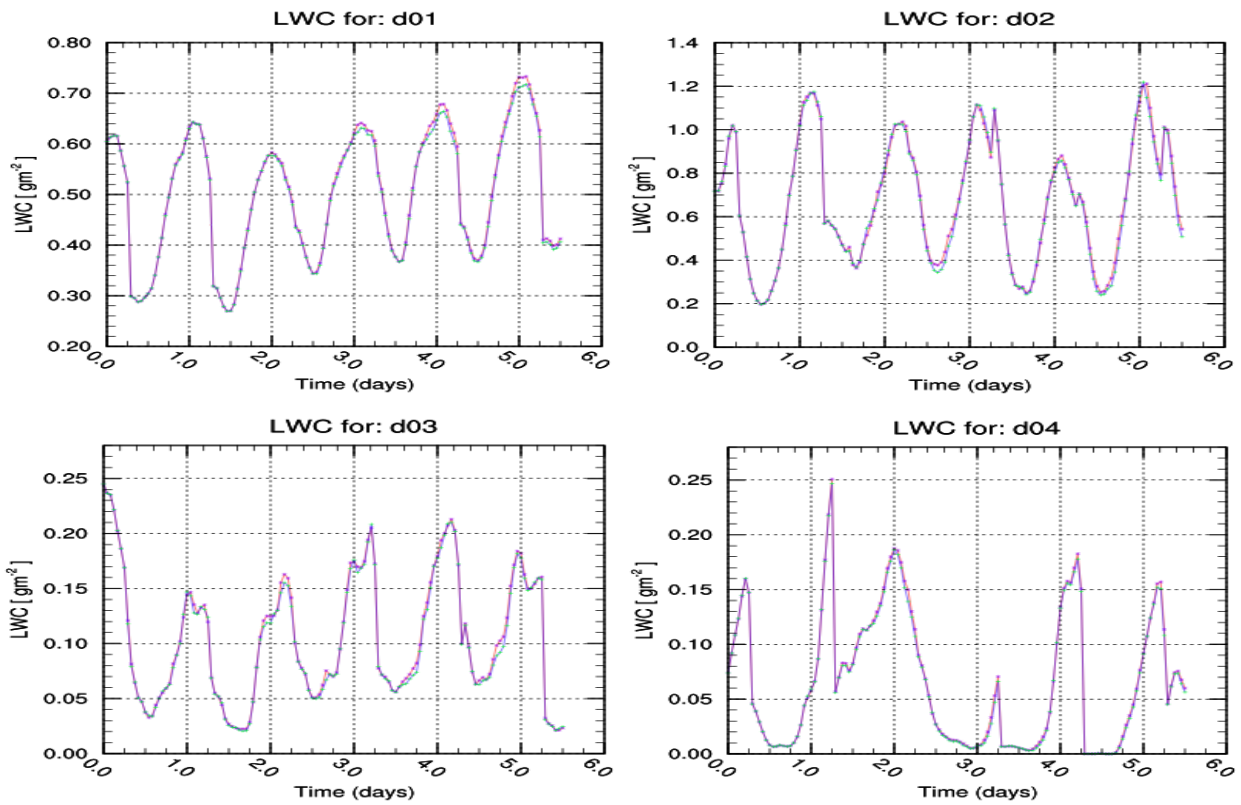 LWC for: d01
0.80
0.70
0.60
0.50
0.40
0.30
0.20
LWC [ gm-2]
0.0 1.0 2.0 3.0 4.0 5.0 6.0
Time (days)
LWC for: d02
1.4
1.2
1.0
0.8
0.6
0.4
0.2
0.0
LWC [ gm-2]
0.0 1.0 2.0 3.0 4.0 5.0 6.0
Time (days)
LWC for: d03
0.25
0.20
0.15
0.10
0.05
0.00
LWC [ gm-2]
0.0 1.0 2.0 3.0 4.0 5.0 6.0
Time (days)
LWC for: d04
0.25
0.20
0.15
0.10
0.05
0.00
LWC [ gm-2]
0.0 1.0 2.0 3.0 4.0 5.0 6.0
Time (days)